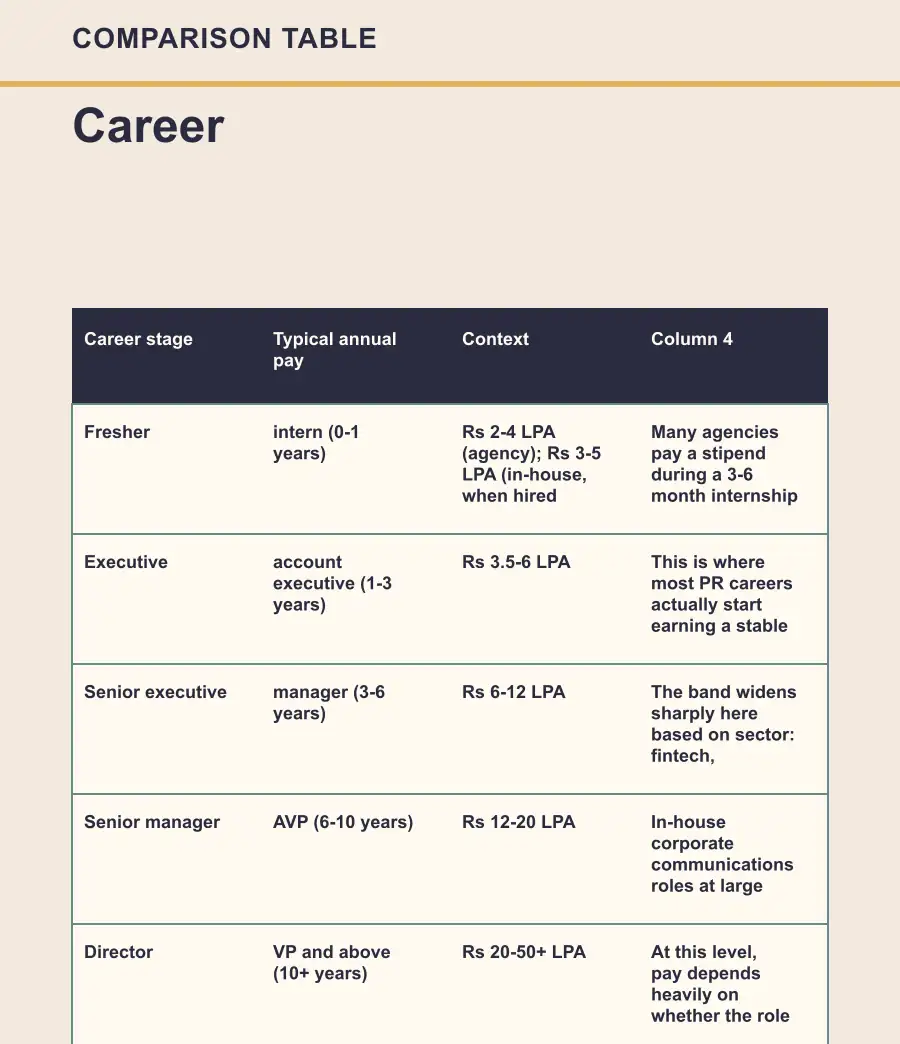 COMPARISON TABLE
Career
Career stage
Typical annual
pay
Context
Column 4
Fresher
intern (0-1
years)
Rs 2-4 LPA
(agency); Rs 3-5
LPA (in-house,
when hired
Many agencies
pay a stipend
during a 3-6
month internship
Executive
account
executive (1-3
years)
Rs 3.5-6 LPA
This is where
most PR careers
actually start
earning a stable
Senior executive
manager (3-6
years)
Rs 6-12 LPA
The band widens
sharply here
based on sector:
fintech,
Senior manager
AVP (6-10 years)
Rs 12-20 LPA
In-house
corporate
communications
roles at large
Director
VP and above
(10+ years)
Rs 20-50+ LPA
At this level,
pay depends
heavily on
whether the role